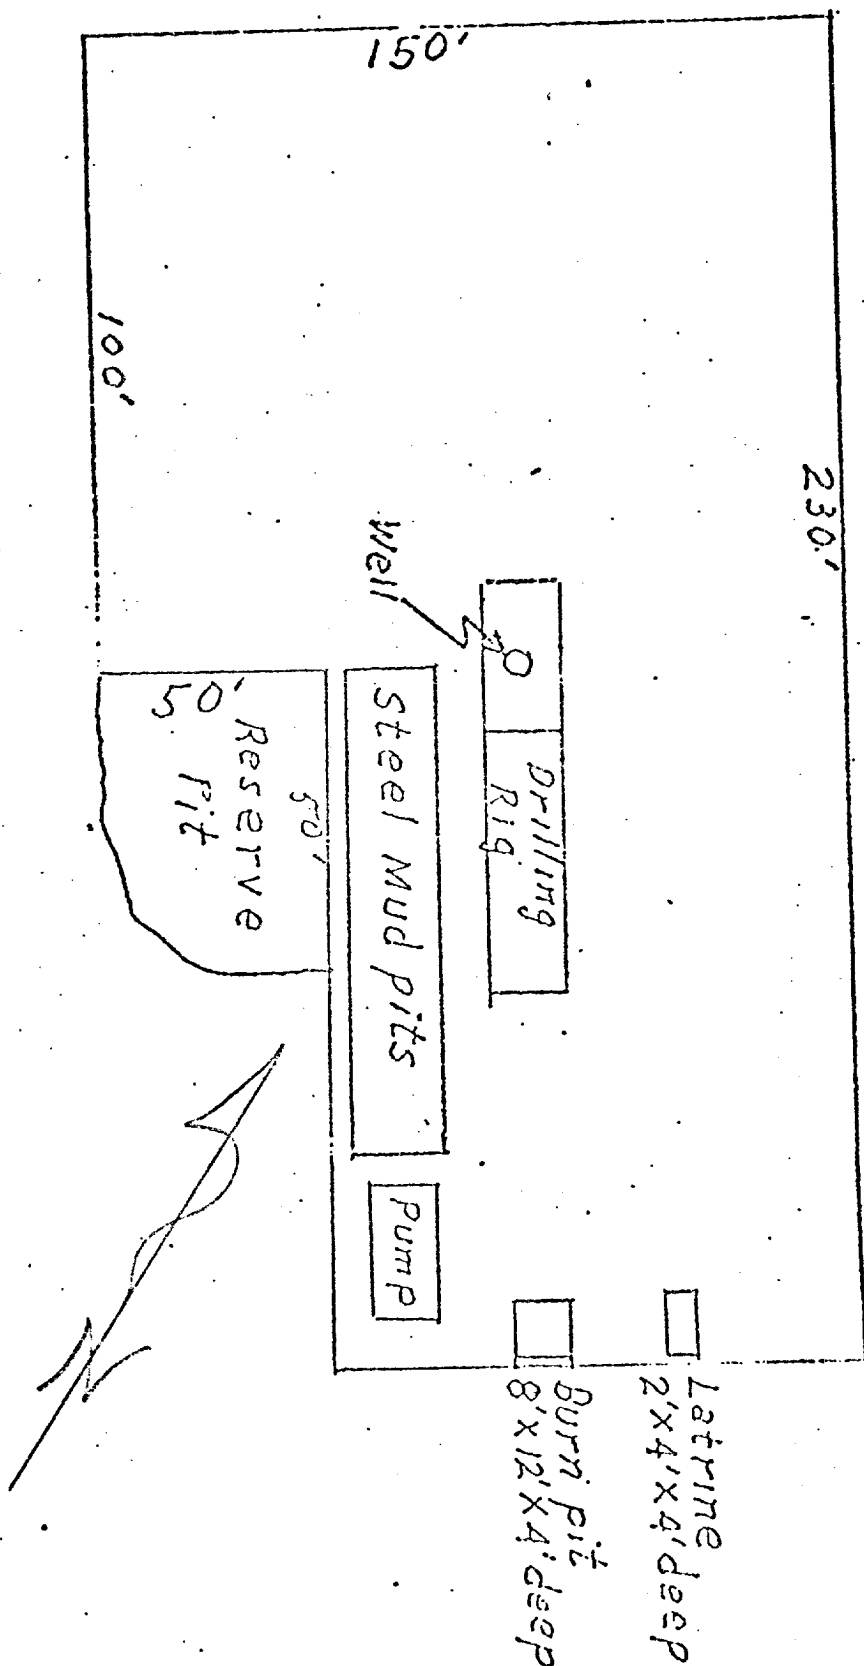 150'
230'
100'
Well
Drilling
Rig
Steel Mud pits
50'
50'
Reserve
Pit
Pump
Latrine
2'x4'x4'deep
Burn pit
8'x12'x4'deep
N